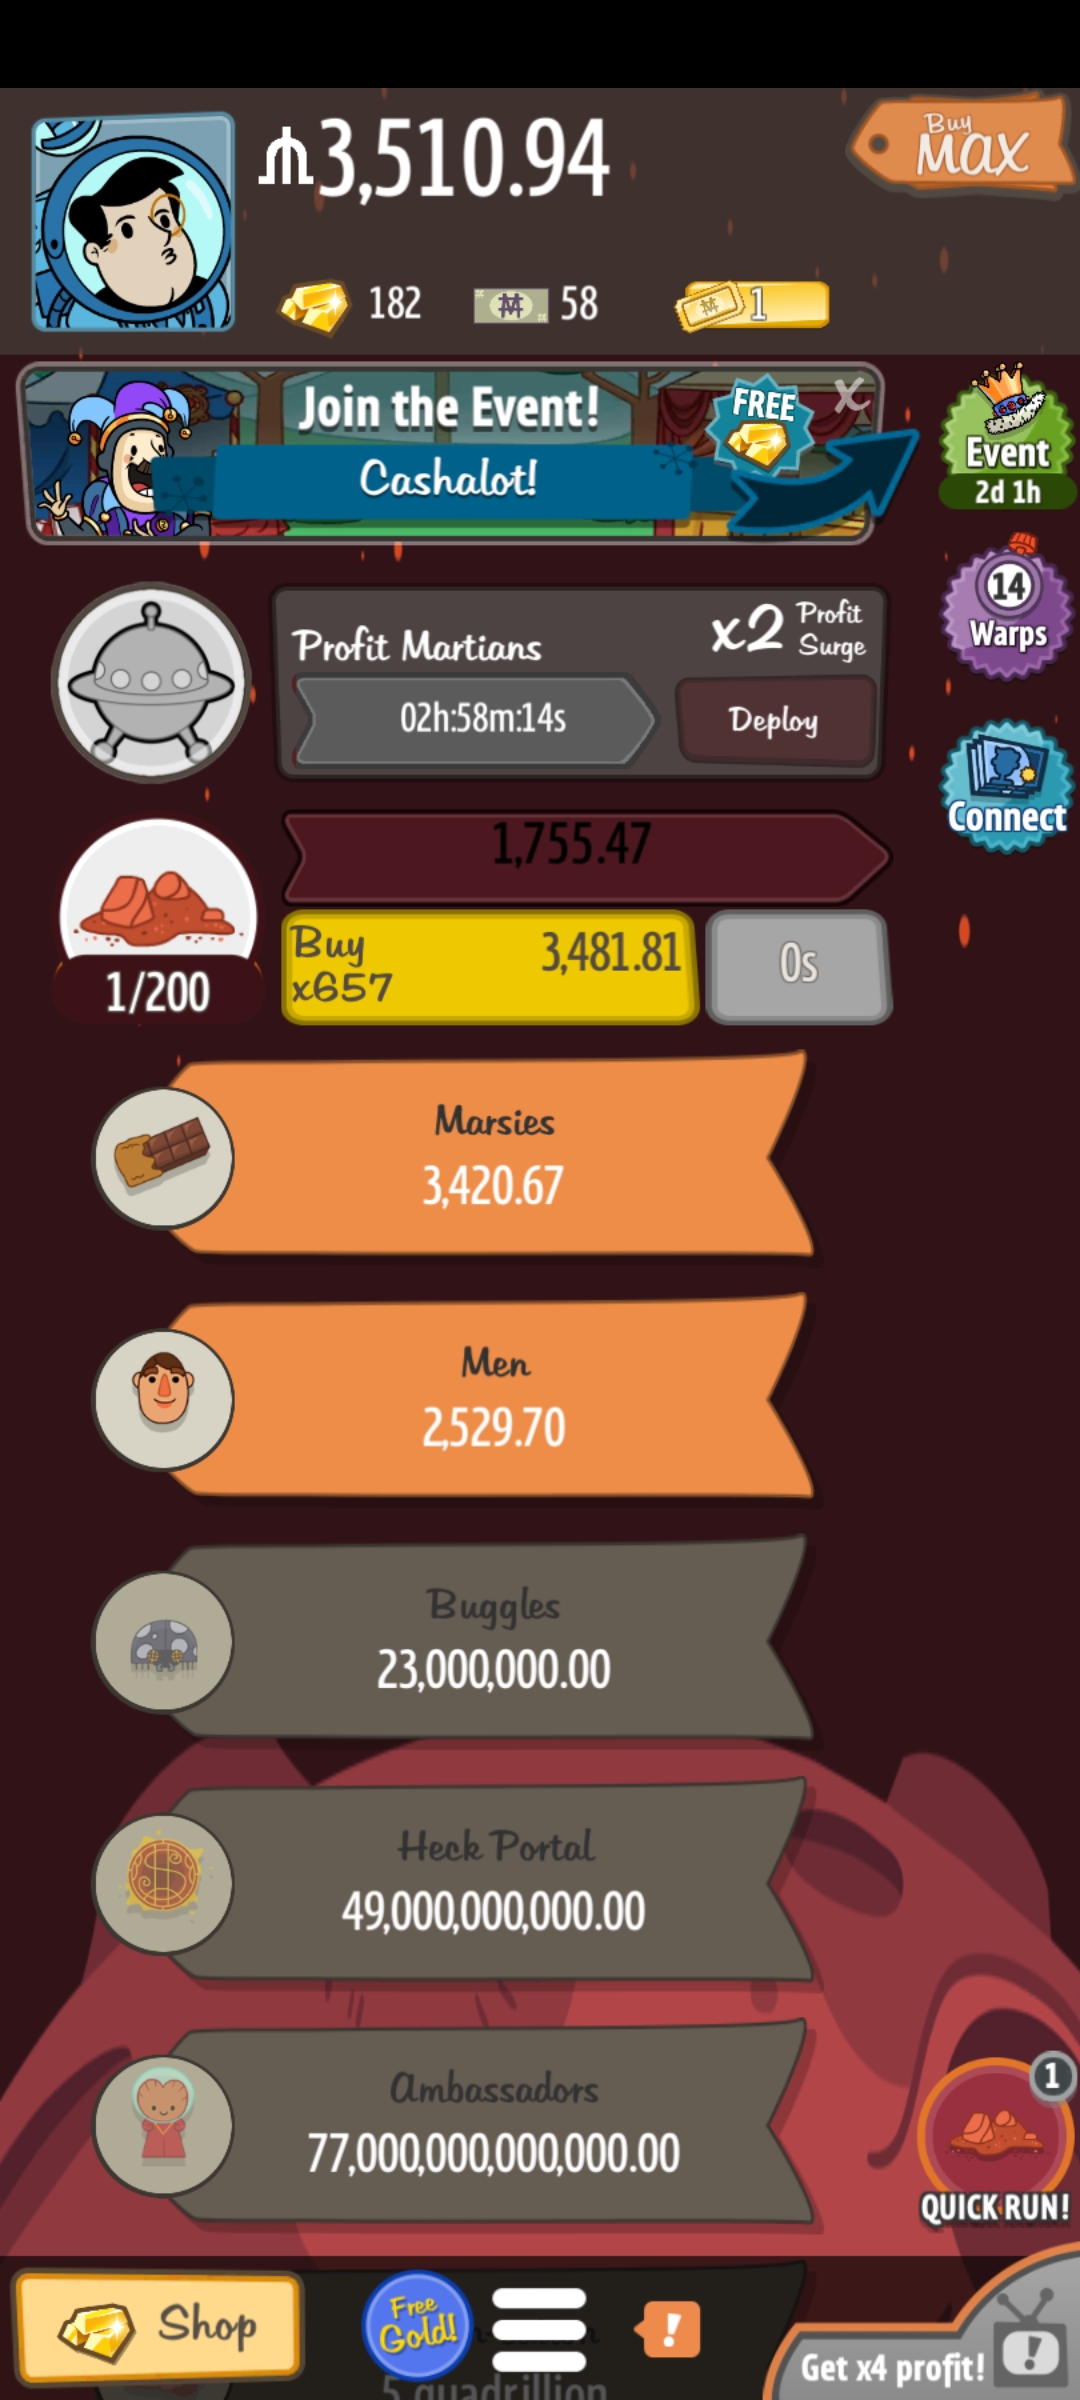 ₼3,510.94
Buy
MAX
182
58
1
Join the Event!
Cashalot!
FREE
X
Event
2d 1h
14
Warps
Profit Martians
x2 Profit Surge
02h:58m:14s
Deploy
Connect
1,755.47
1/200
Buy
x657
3,481.81
0s
Marsies
3,420.67
Men
2,529.70
Buggles
23,000,000.00
Heck Portal
49,000,000,000.00
Ambassadors
77,000,000,000,000.00
1
QUICK RUN!
Shop
Free
Gold!
!
Get x4 profit!
!
5 quadrillion